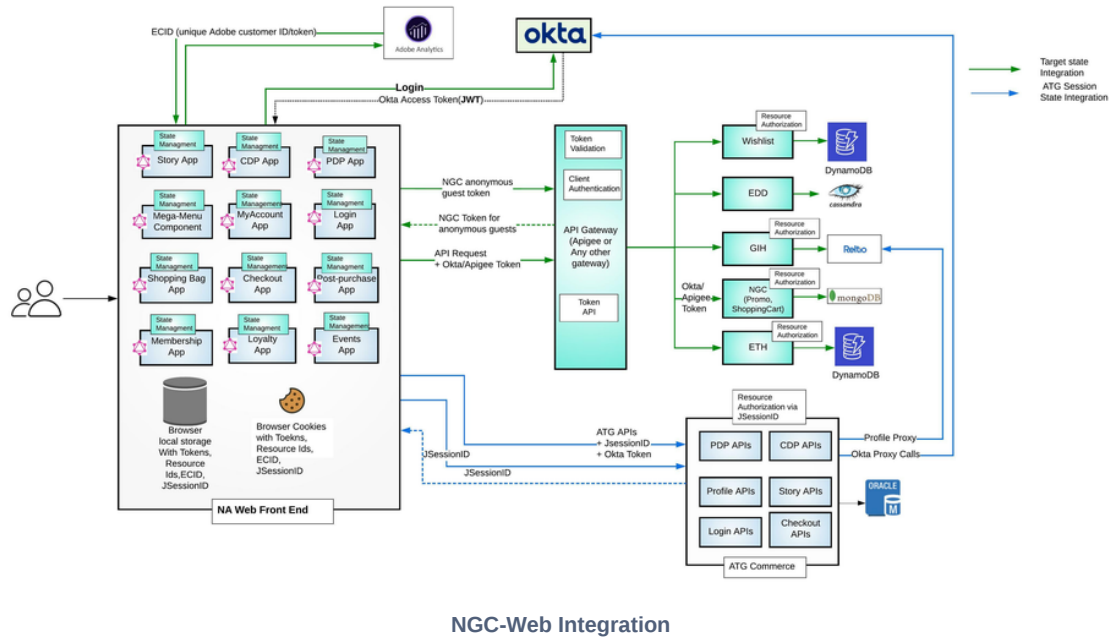 ECID (unique Adobe customer ID/token)
Adobe Analytics
okta
Login
Okta Access Token(JWT)
Target state
Integration
ATG Session
State Integration
State
Managment
Story App
State
Managment
CDP App
State
Managment
PDP App
State
Managment
Mega-Menu
Component
State
Management
MyAccount
App
State
Managment
Login
App
State
Managment
Shopping Bag
App
State
Management
Checkout
App
State
Managment
Post-purchase
App
State
Managment
Membership
App
State
Managment
Loyalty
App
State
Management
Events
App
Browser
local storage
With Tokens,
Resource
Ids,ECID,
JSessionID
Browser Cookies
with Toekns,
Resource Ids,
ECID,
JSessionID
NA Web Front End
NGC anonymous
guest token
NGC Token for
anonymous guests
API Request
+ Okta/Apigee Token
Token
Validation
Client
Authentication
API Gateway
(Apigee or
Any other
gateway)
Token
API
Okta/
Apigee
Token
Resource
Authorization
Wishlist
DynamoDB
EDD
cassandra
Resource
Authorization
GIH
Reltio
Resource
Authorization
NGC
(Promo,
ShoppingCart)
mongoDB
Resource
Authorization
ETH
DynamoDB
ATG APIs
+ JsessionID
+ Okta Token
JSessionID
JSessionID
Resource
Authorization via
JSessionID
PDP APIs
CDP APIs
Profile APIs
Story APIs
Login APIs
Checkout
APIs
ATG Commerce
Profile Proxy
Okta Proxy Calls
ORACLE
M
NGC-Web Integration